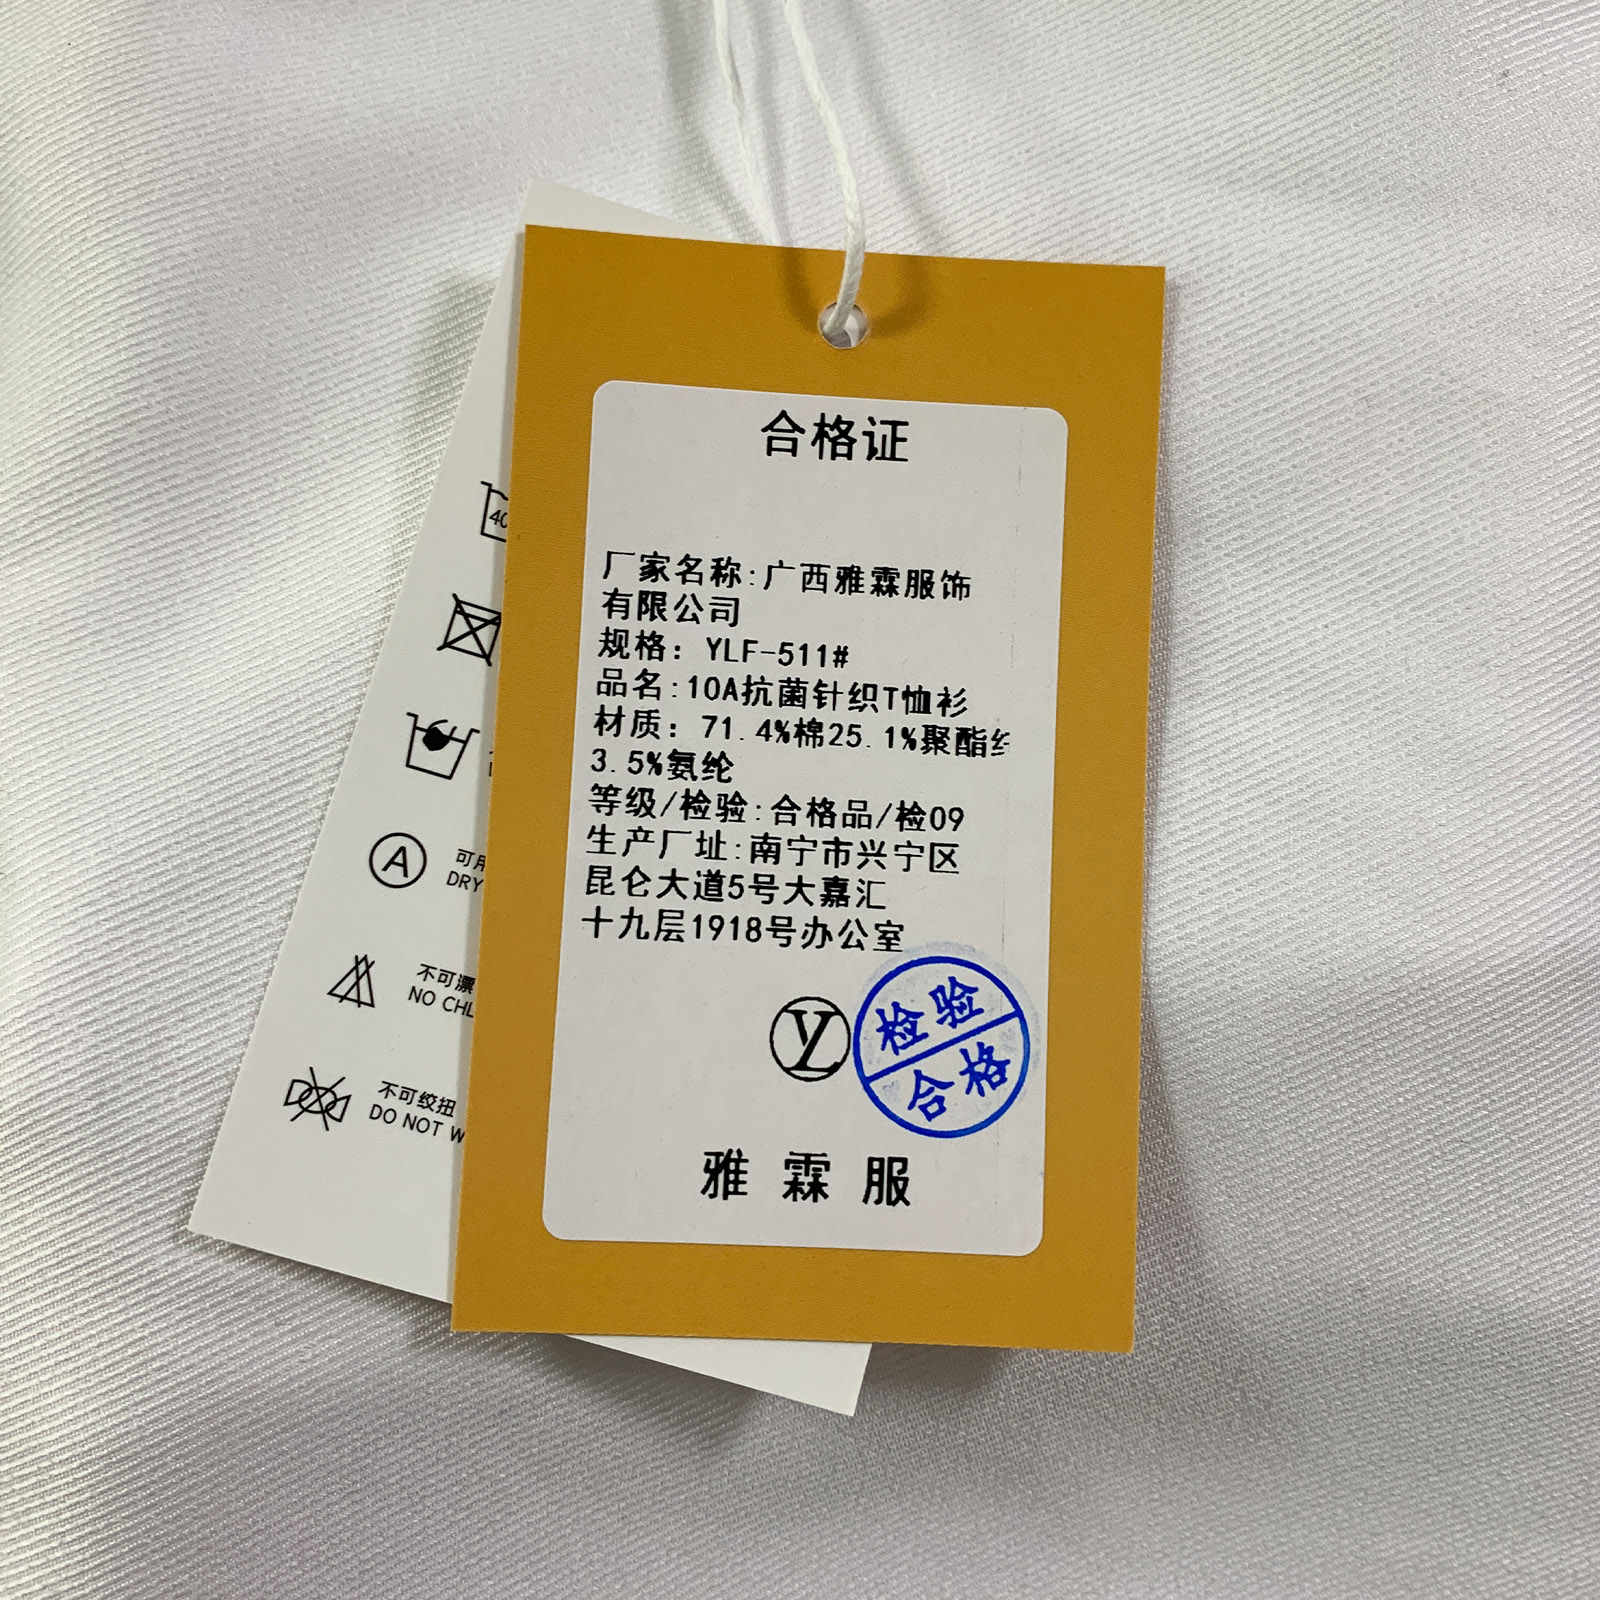 合格证
厂家名称:广西雅霖服饰
有限公司
规格: YLF-511#
品名:10A抗菌针织T恤衫
材质: 71.4%棉25.1%聚酯纟
3.5%氨纶
等级/检验:合格品/检09
生产厂址:南宁市兴宁区
昆仑大道5号大嘉汇
十九层1918号办公室
检验
合格
雅霖服
40
A
可用
DRY
不可漂
NO CHL
不可绞扭
DO NOT W